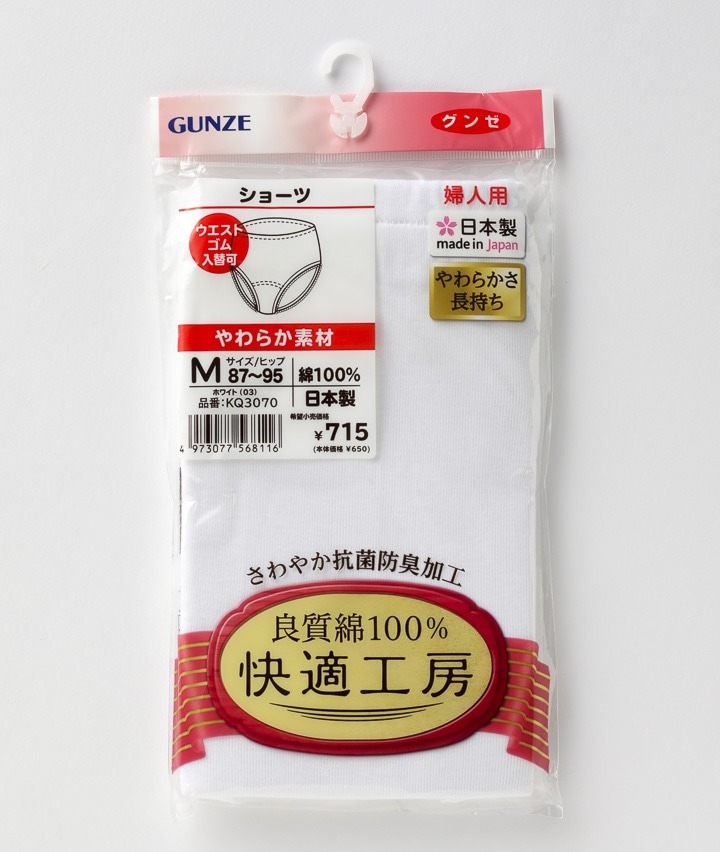 GUNZE
グンゼ
ショーツ
ウエスト
ゴム
入替可
婦人用
日本製
made in Japan
やわらかさ
長持ち
やわらか素材
M サイズ/ヒップ 87〜95
綿100%
ホワイト(03)
品番:KQ3070
日本製
希望小売価格
¥715
(本体価格 ¥650)
4 973077 568116
さわやか抗菌防臭加工
良質綿100%
快適工房